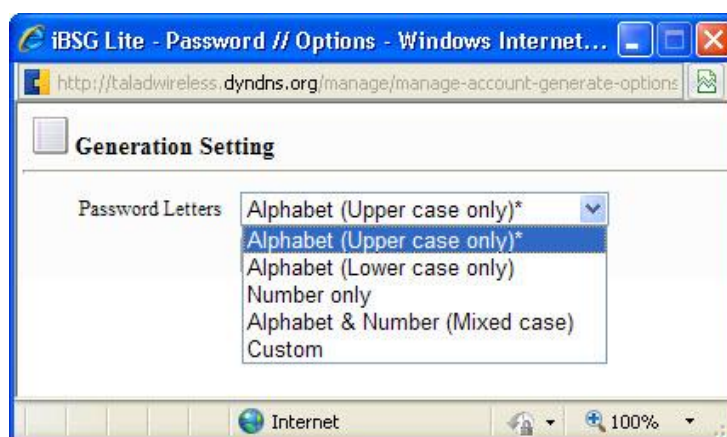 iBSG Lite - Password // Options - Windows Internet...
http://taladwireless.dyndns.org/manage/manage-account-generate-options
Generation Setting
Password Letters Alphabet (Upper case only)*
Alphabet (Upper case only)*
Alphabet (Lower case only)
Number only
Alphabet & Number (Mixed case)
Custom
Internet 100%